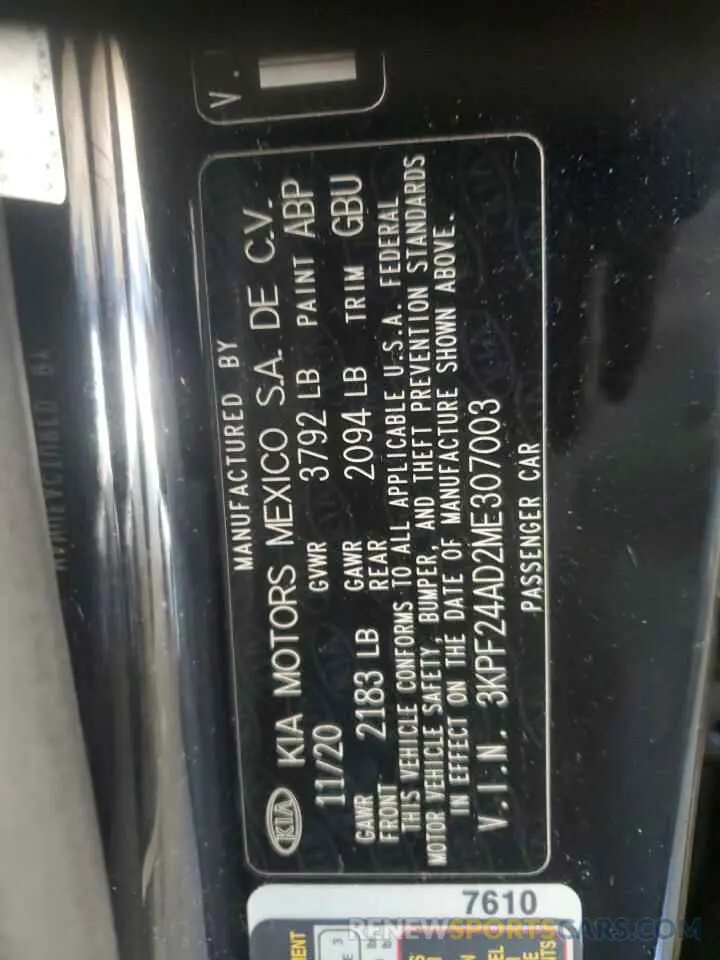 V.I
MANUFACTURED BY
KIA KIA MOTORS MEXICO S.A. DE C.V.
11/20 GVWR 3792 LB PAINT ABP
GAWR FRONT 2183 LB GAWR REAR 2094 LB TRIM GBU
THIS VEHICLE CONFORMS TO ALL APPLICABLE U.S.A. FEDERAL
MOTOR VEHICLE SAFETY, BUMPER, AND THEFT PREVENTION STANDARDS
IN EFFECT ON THE DATE OF MANUFACTURE SHOWN ABOVE.
V.I.N. 3KPF24AD2ME307003
PASSENGER CAR
7610
RENEWSPORTSCARS.COM